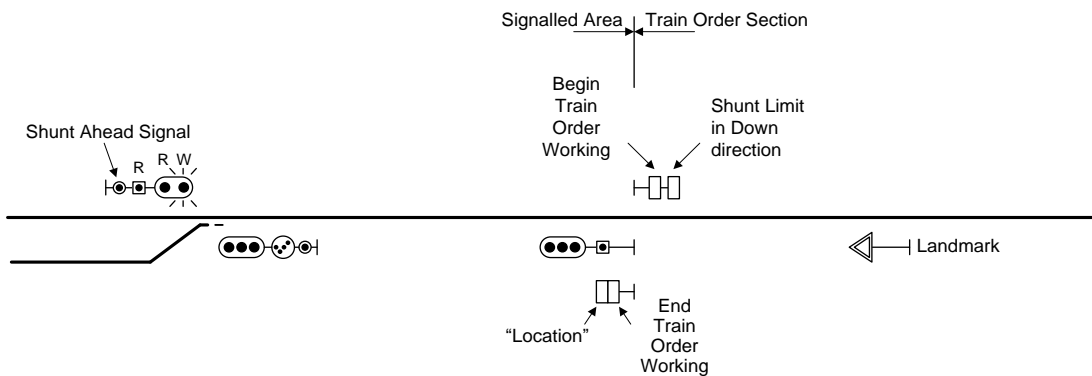 Signalled Area
Train Order Section
Begin
Train
Order
Working
Shunt Limit
in Down
direction
Shunt Ahead Signal
R
R W
Landmark
“Location”
End
Train
Order
Working